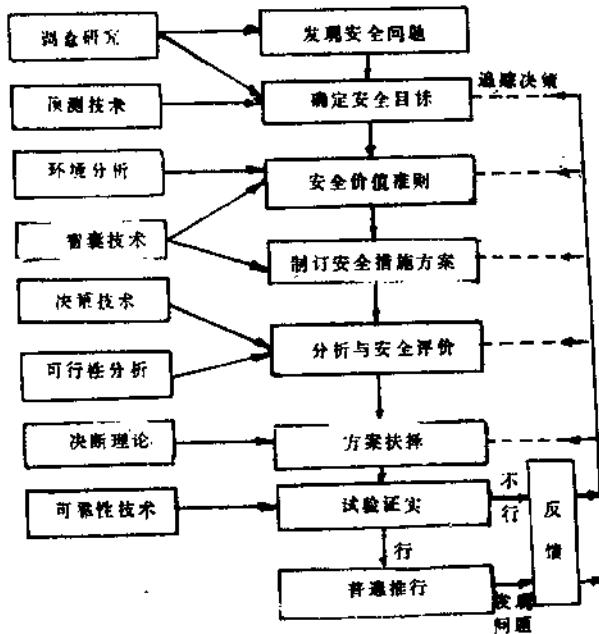 调查研究
发现安全问题
追踪决策
预测技术
确定安全目标
环境分析
安全价值准则
智囊技术
制订安全措施方案
决策技术
分析与安全评价
可行性分析
决断理论
方案抉择
可靠性技术
试验证实
不行
反馈
行
普遍推行
发现
问题